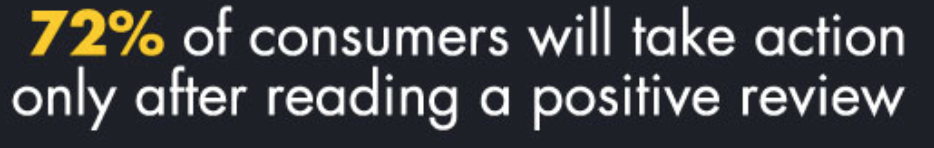 72% of consumers will take action
only after reading a positive review